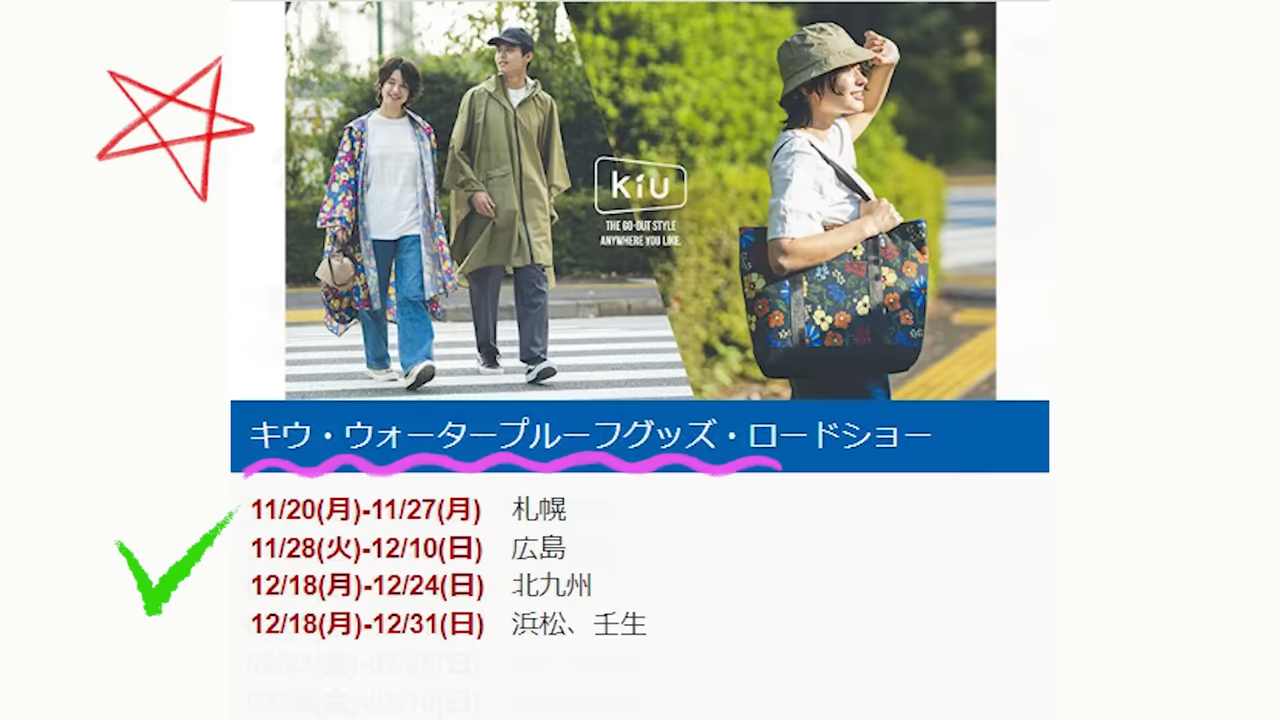 kiu
THE GO-OUT STYLE
ANYWHERE YOU LIKE.
キウ・ウォータープルーフグッズ・ロードショー
11/20(月)-11/27(月) 札幌
11/28(火)-12/10(日) 広島
12/18(月)-12/24(日) 北九州
12/18(月)-12/31(日) 浜松、壬生